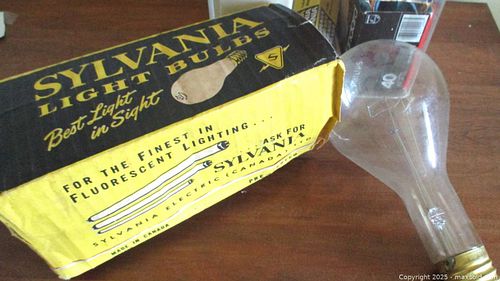 SYLVANIA
LIGHT BULBS
S
Best Light
in Sight
FOR THE FINEST IN
FLUORESCENT LIGHTING...
...ASK FOR
SYLVANIA
SYLVANIA ELECTRIC (CANADA)
MADE IN CANADA
40
Copyright 2025 - maxsold.com